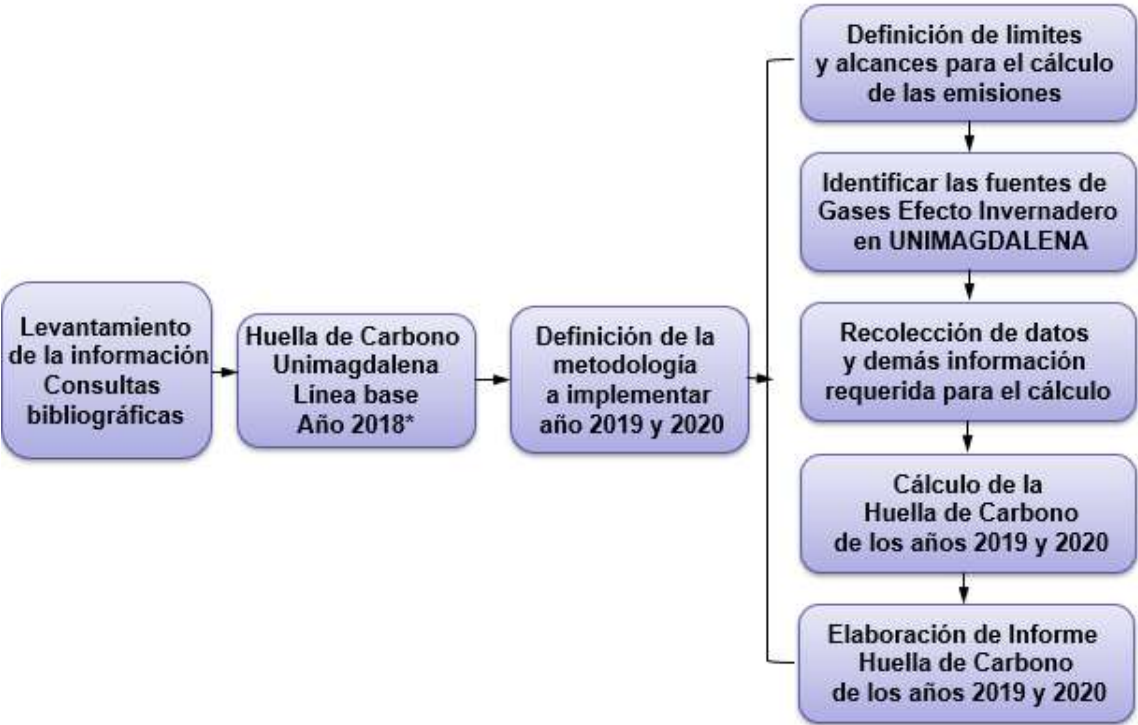 Levantamiento
de la información
Consultas
bibliográficas
Huella de Carbono
Unimagdalena
Línea base
Año 2018*
Definición de la
metodología
a implementar
año 2019 y 2020
Definición de limites
y alcances para el cálculo
de las emisiones
Identificar las fuentes de
Gases Efecto Invernadero
en UNIMAGDALENA
Recolección de datos
y demás información
requerida para el cálculo
Cálculo de la
Huella de Carbono
de los años 2019 y 2020
Elaboración de Informe
Huella de Carbono
de los años 2019 y 2020